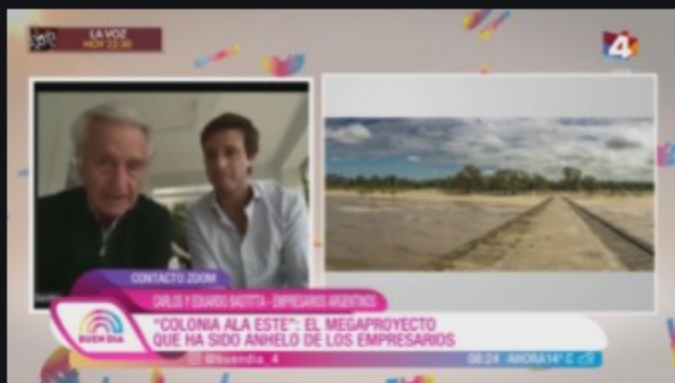 LA VOZ
HOY 22:30
4
CONTACTO ZOOM
CARLOS Y EDUARDO BASTITTA - EMPRESARIOS ARGENTINOS
"COLONIA ALA ESTE": EL MEGAPROYECTO
QUE HA SIDO ANHELO DE LOS EMPRESARIOS
BUEN DIA
@buendia_4
08:24 AHORA 14° C